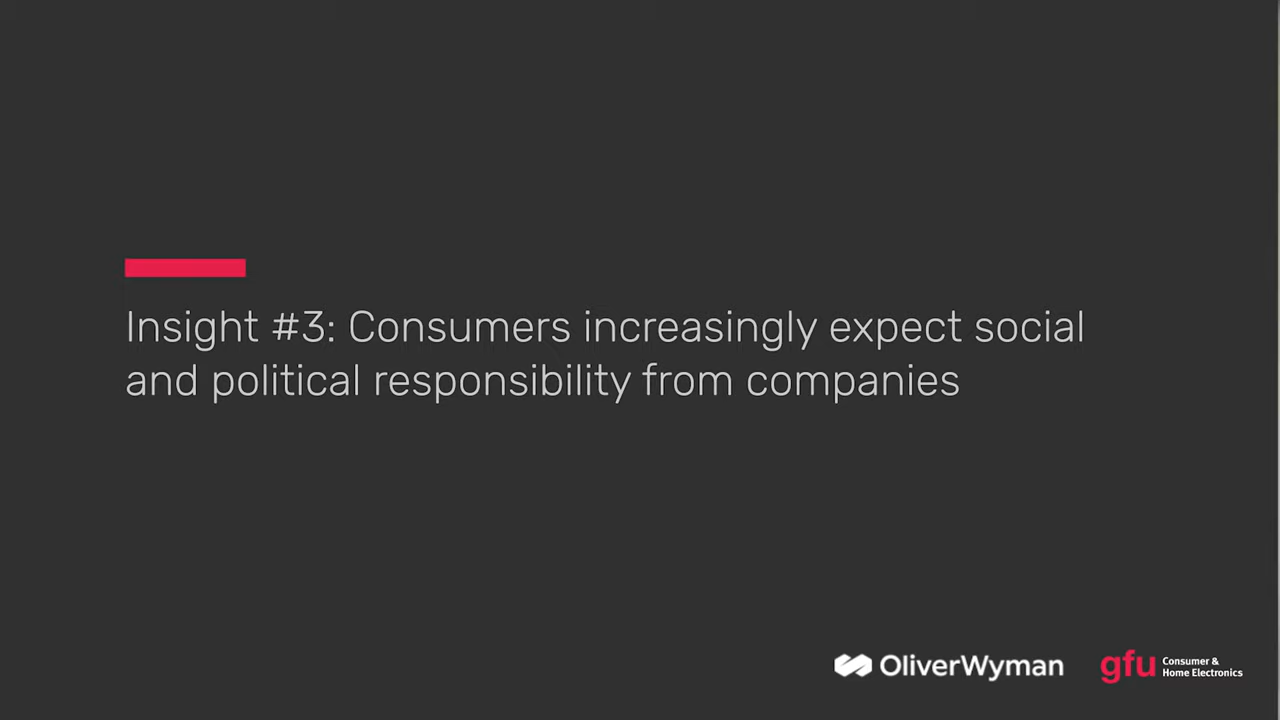 Insight #3: Consumers increasingly expect social
and political responsibility from companies
OliverWyman
gfu Consumer &
Home Electronics